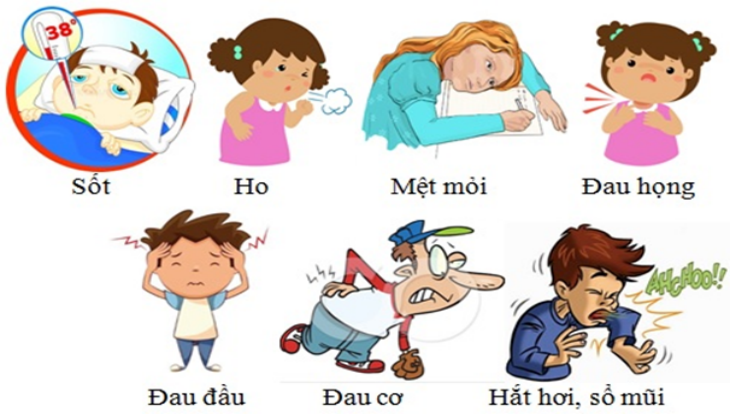 38°
Sốt
Ho
Mệt mỏi
Đau họng
AHCHOO!!
Đau đầu
Đau cơ
Hắt hơi, sổ mũi